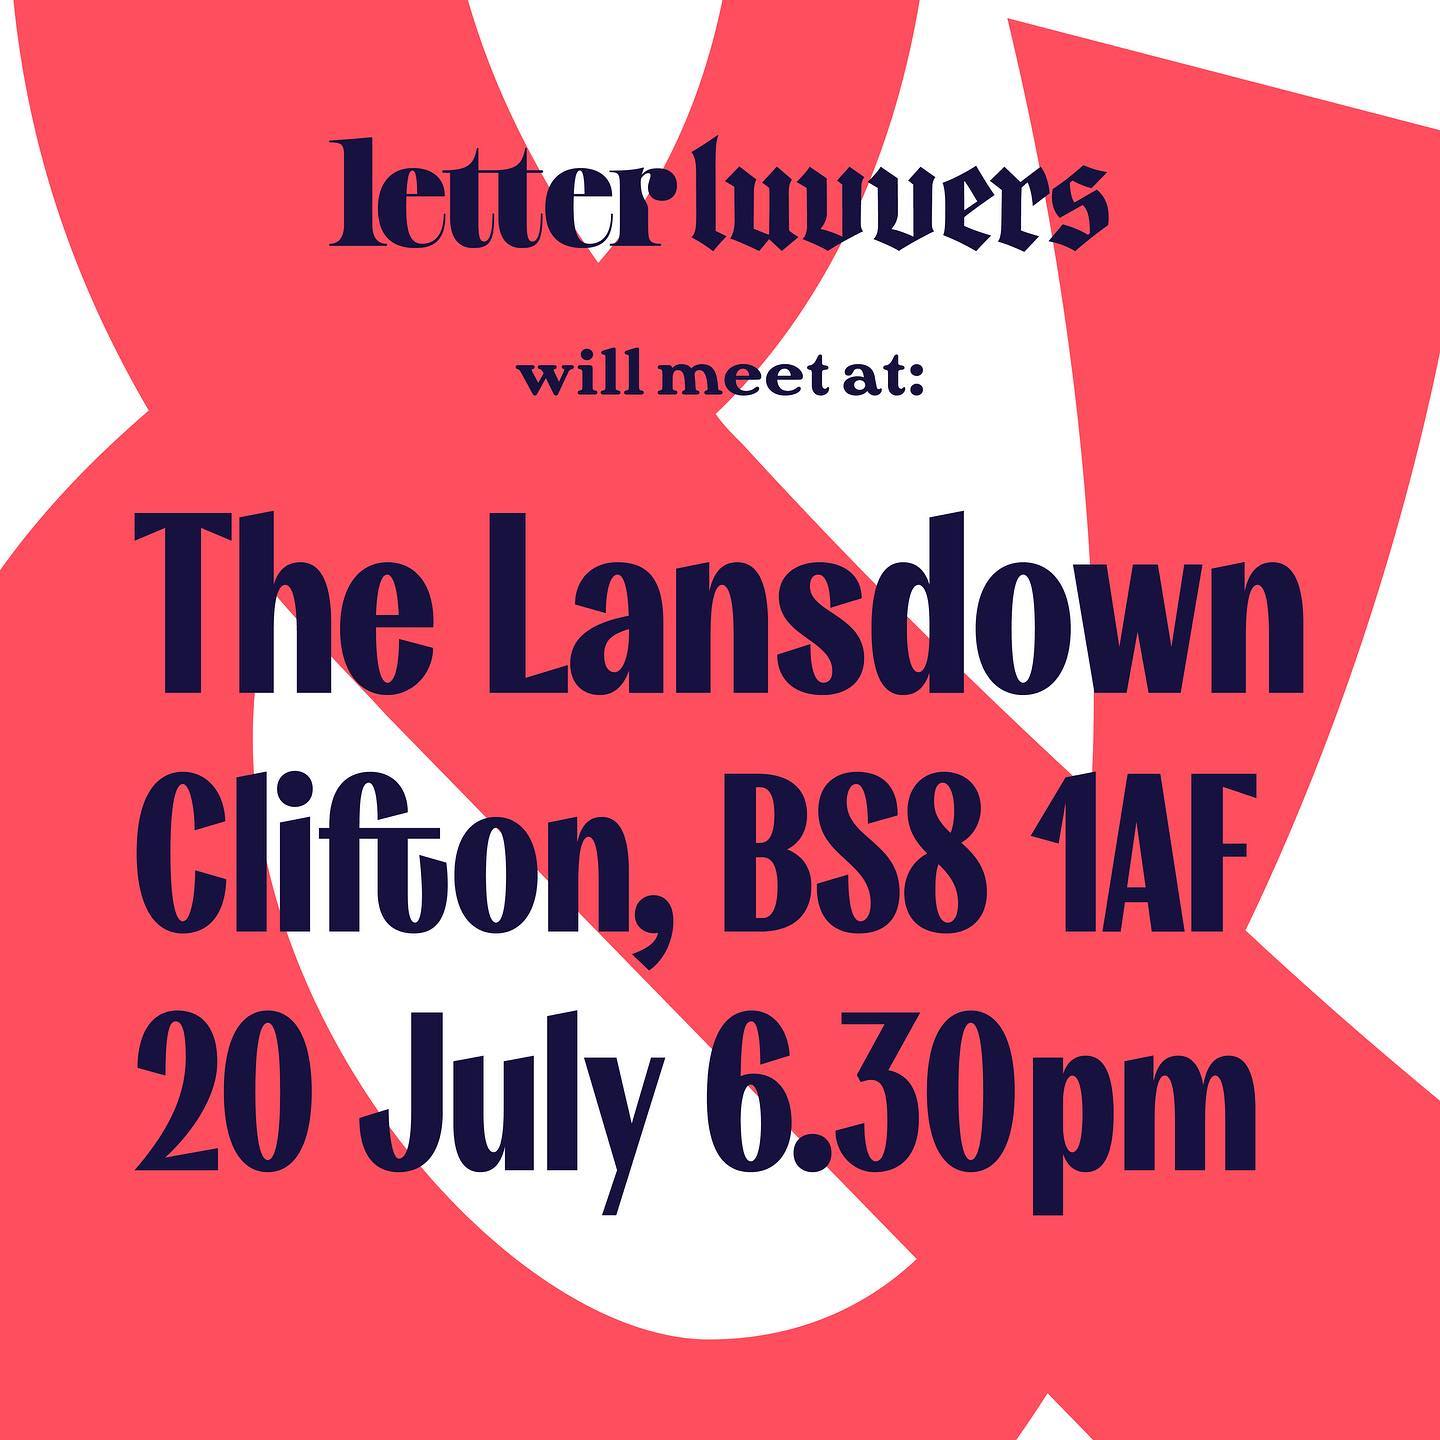 letter luvvers
will meet at:
The Lansdown
Clifton, BS8 1AF
20 July 6.30pm